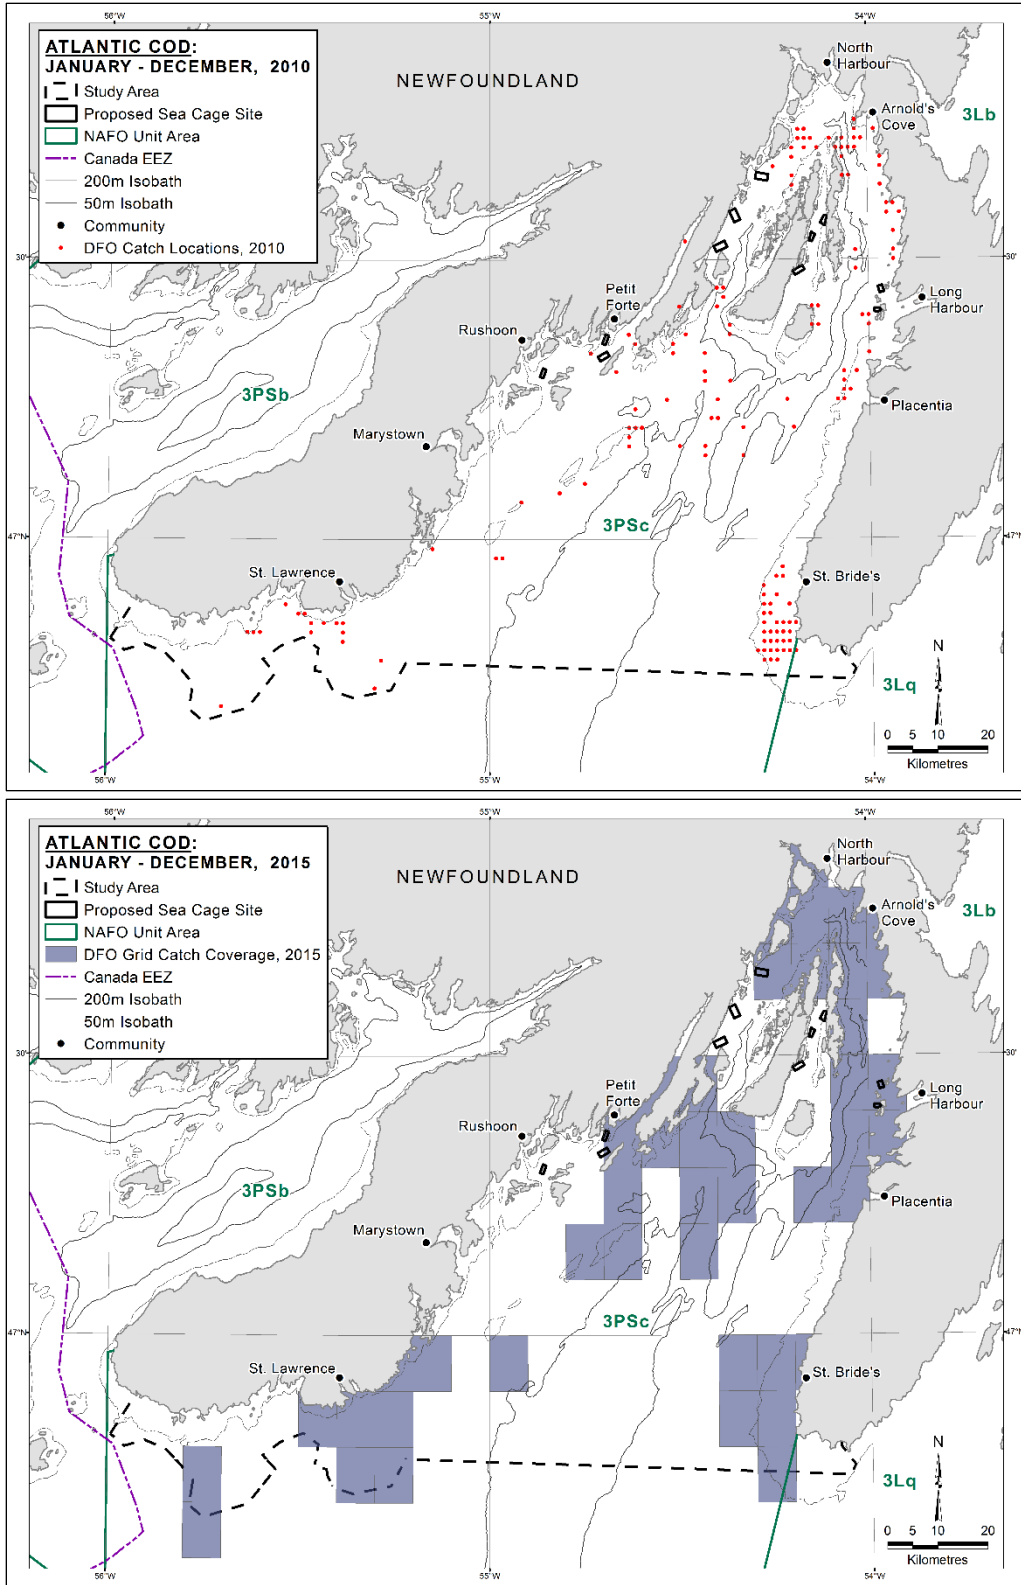 56°W
55°W
54°W
ATLANTIC COD:
JANUARY - DECEMBER, 2010
Study Area
Proposed Sea Cage Site
NAFO Unit Area
Canada EEZ
200m Isobath
50m Isobath
Community
DFO Catch Locations, 2010
NEWFOUNDLAND
North
Harbour
Arnold's
Cove
3Lb
30'
30'
Long
Harbour
Petit
Forte
Rushoon
3PSb
Placentia
Marystown
3PSc
47°N
47°N
St. Lawrence
St. Bride's
N
3Lq
0 5 10 20
Kilometres
56°W
55°W
54°W
56°W
55°W
54°W
ATLANTIC COD:
JANUARY - DECEMBER, 2015
Study Area
Proposed Sea Cage Site
NAFO Unit Area
DFO Grid Catch Coverage, 2015
Canada EEZ
200m Isobath
50m Isobath
Community
NEWFOUNDLAND
North
Harbour
Arnold's
Cove
3Lb
30'
30'
Long
Harbour
Petit
Forte
Rushoon
3PSb
Placentia
Marystown
3PSc
47°N
47°N
St. Lawrence
St. Bride's
N
3Lq
0 5 10 20
Kilometres
56°W
55°W
54°W